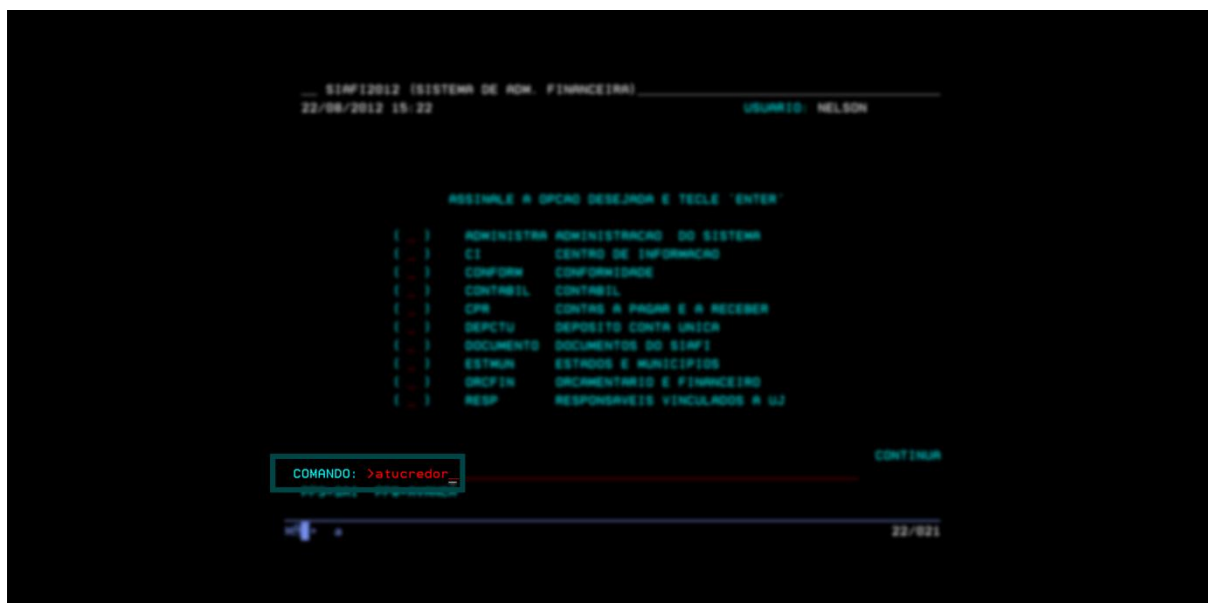 __ SIAFI2012 (SISTEMA DE ADM. FINANCEIRA)
22/08/2012 15:22 USUARIO: NELSON
ASSINALE A OPCAO DESEJADA E TECLE 'ENTER'
( _ ) ADMINISTRA ADMINISTRACAO DO SISTEMA
( _ ) CI CENTRO DE INFORMACAO
( _ ) CONFORM CONFORMIDADE
( _ ) CONTABIL CONTABIL
( _ ) CPR CONTAS A PAGAR E A RECEBER
( _ ) DEPCTU DEPOSITO CONTA UNICA
( _ ) DOCUMENTO DOCUMENTOS DO SIAFI
( _ ) ESTMUN ESTADOS E MUNICIPIOS
( _ ) ORCFIN ORCAMENTARIO E FINANCEIRO
( _ ) RESP RESPONSAVEIS VINCULADOS A UJ
CONTINUA
COMANDO: >atucredor_
22/021